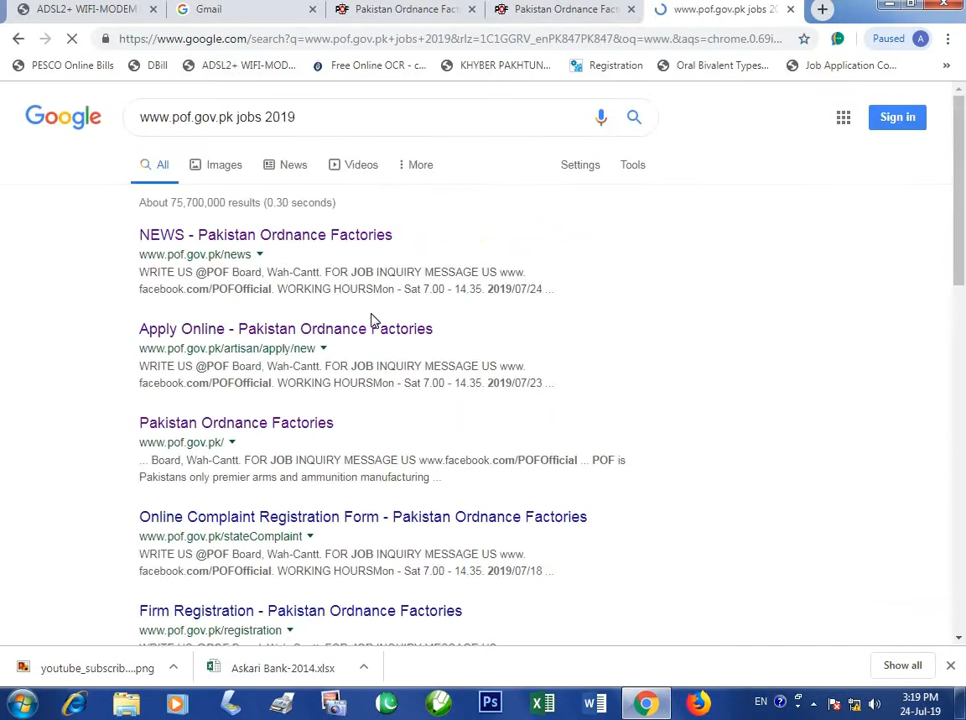 ADSL2+ WIFI-MODEM
Gmail
Pakistan Ordnance Fact
Pakistan Ordnance Fact
www.pof.gov.pk jobs 20
https://www.google.com/search?q=www.pof.gov.pk+jobs+2019&rlz=1C1GGRV_enPK847PK847&oq=www.&aqs=chrome.0.69i...
Paused
A
PESCO Online Bills
DBill
ADSL2+ WIFI-MOD...
Free Online OCR - c...
KHYBER PAKHTUN...
Registration
Oral Bivalent Types...
Job Application Co...
»
Google
www.pof.gov.pk jobs 2019
Sign in
All
Images
News
Videos
More
Settings
Tools
About 75,700,000 results (0.30 seconds)
NEWS - Pakistan Ordnance Factories
www.pof.gov.pk/news
WRITE US @POF Board, Wah-Cantt. FOR JOB INQUIRY MESSAGE US www.
facebook.com/POFOfficial. WORKING HOURSMon - Sat 7.00 - 14.35. 2019/07/24 ...
Apply Online - Pakistan Ordnance Factories
www.pof.gov.pk/artisan/apply/new
WRITE US @POF Board, Wah-Cantt. FOR JOB INQUIRY MESSAGE US www.
facebook.com/POFOfficial. WORKING HOURSMon - Sat 7.00 - 14.35. 2019/07/23 ...
Pakistan Ordnance Factories
www.pof.gov.pk/
... Board, Wah-Cantt. FOR JOB INQUIRY MESSAGE US www.facebook.com/POFOfficial ... POF is
Pakistans only premier arms and ammunition manufacturing ...
Online Complaint Registration Form - Pakistan Ordnance Factories
www.pof.gov.pk/stateComplaint
WRITE US @POF Board, Wah-Cantt. FOR JOB INQUIRY MESSAGE US www.
facebook.com/POFOfficial. WORKING HOURSMon - Sat 7.00 - 14.35. 2019/07/18 ...
Firm Registration - Pakistan Ordnance Factories
www.pof.gov.pk/registration
youtube_subscrib....png
Askari Bank-2014.xlsx
Show all
Ps
EN
3:19 PM
24-Jul-19